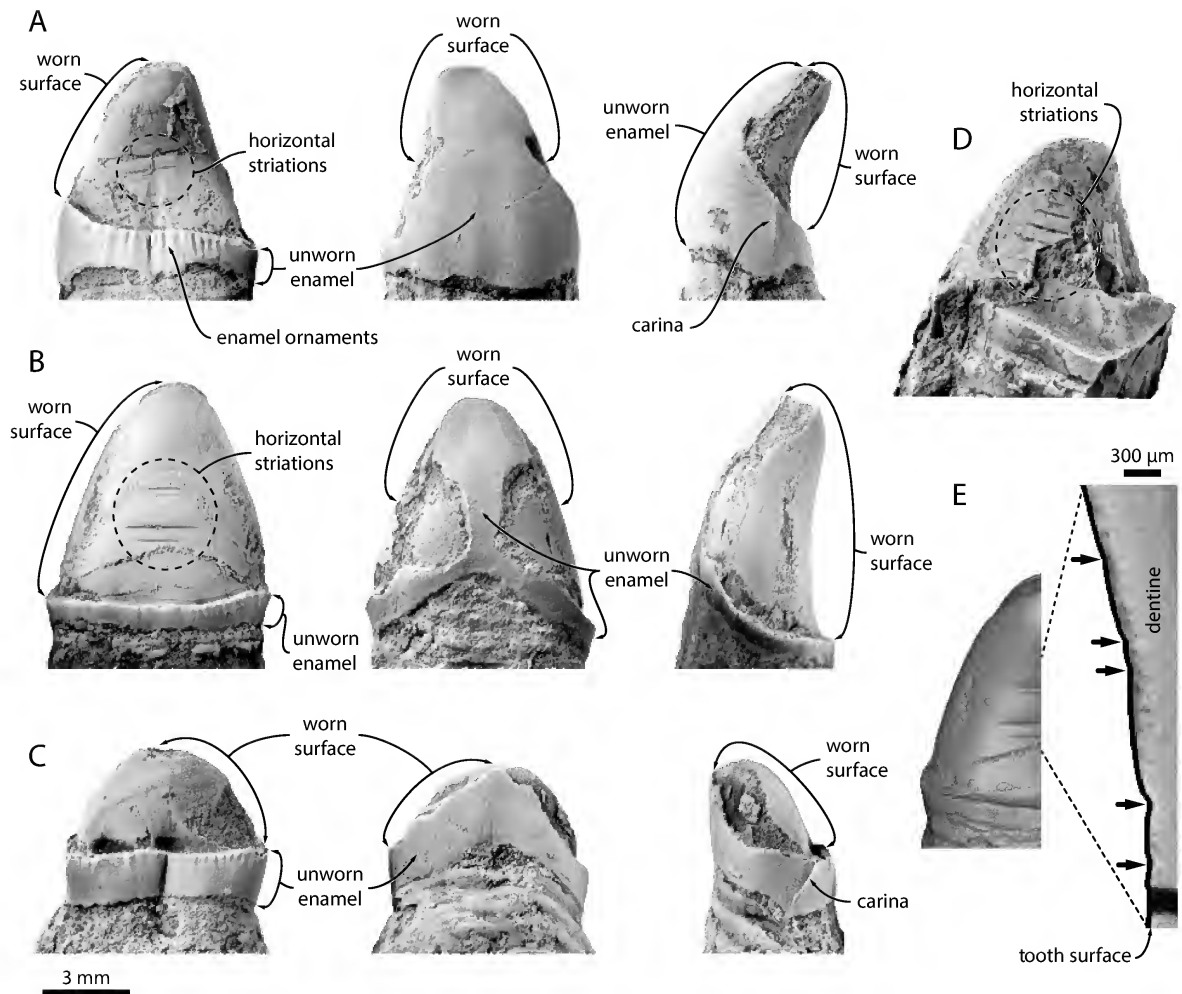 A
worn
surface
horizontal
striations
unworn
enamel
enamel ornaments
worn
surface
unworn
enamel
worn
surface
carina
D
horizontal
striations
B
worn
surface
horizontal
striations
unworn
enamel
worn
surface
unworn
enamel
worn
surface
300 µm
E
dentine
tooth surface
C
worn
surface
unworn
enamel
worn
surface
carina
3 mm